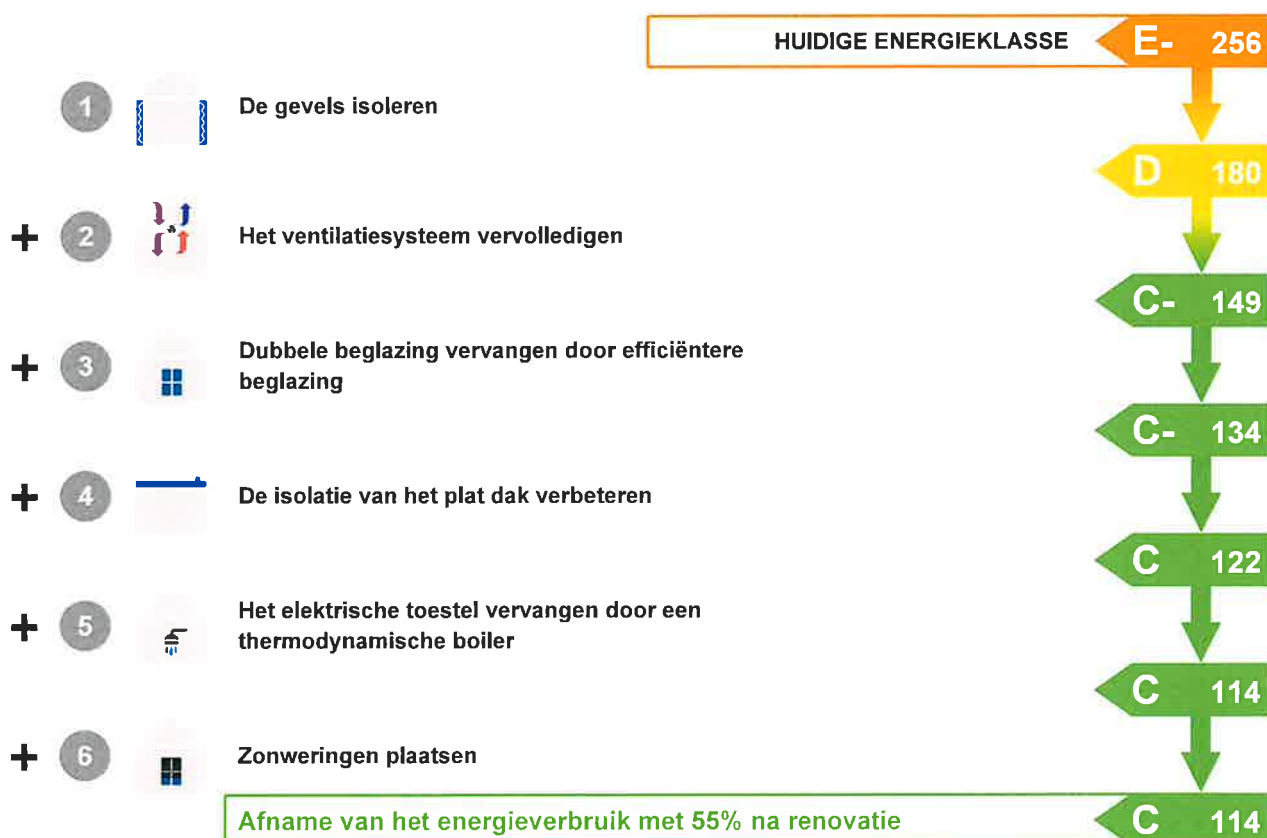 HUIDIGE ENERGIEKLASSE E- 256
1 De gevels isoleren
D 180
+ 2 Het ventilatiesysteem vervolledigen
C- 149
+ 3 Dubbele beglazing vervangen door efficiëntere
beglazing
C- 134
+ 4 De isolatie van het plat dak verbeteren
C 122
+ 5 Het elektrische toestel vervangen door een
thermodynamische boiler
C 114
+ 6 Zonweringen plaatsen
Afname van het energieverbruik met 55% na renovatie C 114